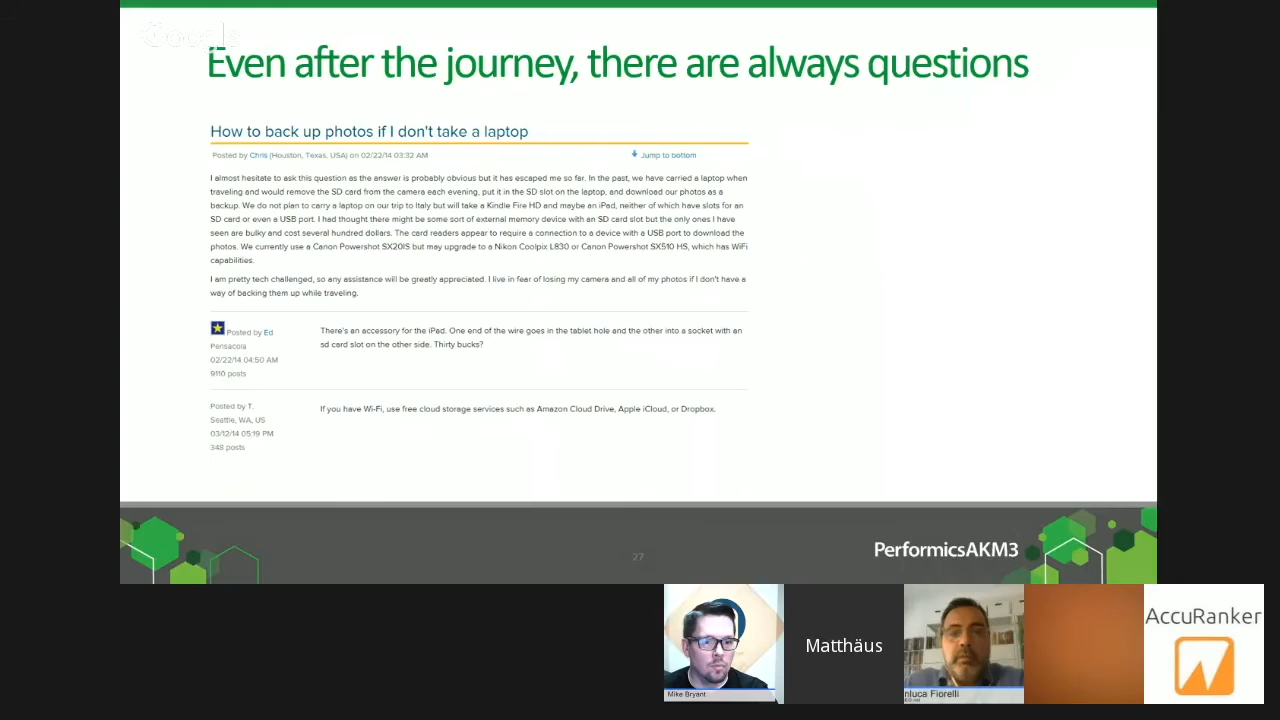 Even after the journey, there are always questions
How to back up photos if I don't take a laptop
Posted by Chris (Houston, Texas, USA) on 02/22/14 03:32 AM
Jump to bottom
I almost hesitate to ask this question as the answer is probably obvious but it has escaped me so far. In the past, we have carried a laptop when
traveling and would remove the SD card from the camera each evening, put it in the SD slot on the laptop, and download our photos as a
backup. We do not plan to carry a laptop on our trip to Italy but will take a Kindle Fire HD and maybe an iPad, neither of which have slots for an
SD card or even a USB port. I had thought there might be some sort of external memory device with an SD card slot but the only ones I have
seen are bulky and cost several hundred dollars. The card readers appear to require a connection to a device with a USB port to download the
photos. We currently use a Canon Powershot SX20IS but may upgrade to a Nikon Coolpix L830 or Canon Powershot SX510 HS, which has WiFi
capabilities.
I am pretty tech challenged, so any assistance will be greatly appreciated. I live in fear of losing my camera and all of my photos if I don't have a
way of backing them up while traveling.
Posted by Ed
Pensacola
02/22/14 04:50 AM
9110 posts
There's an accessory for the iPad. One end of the wire goes in the tablet hole and the other into a socket with an
sd card slot on the other side. Thirty bucks?
Posted by T.
Seattle, WA, US
03/12/14 05:19 PM
348 posts
If you have Wi-Fi, use free cloud storage services such as Amazon Cloud Drive, Apple iCloud, or Dropbox.
27
PerformicsAKM3
Mike Bryant
Matthäus
nluca Fiorelli
AccuRanker